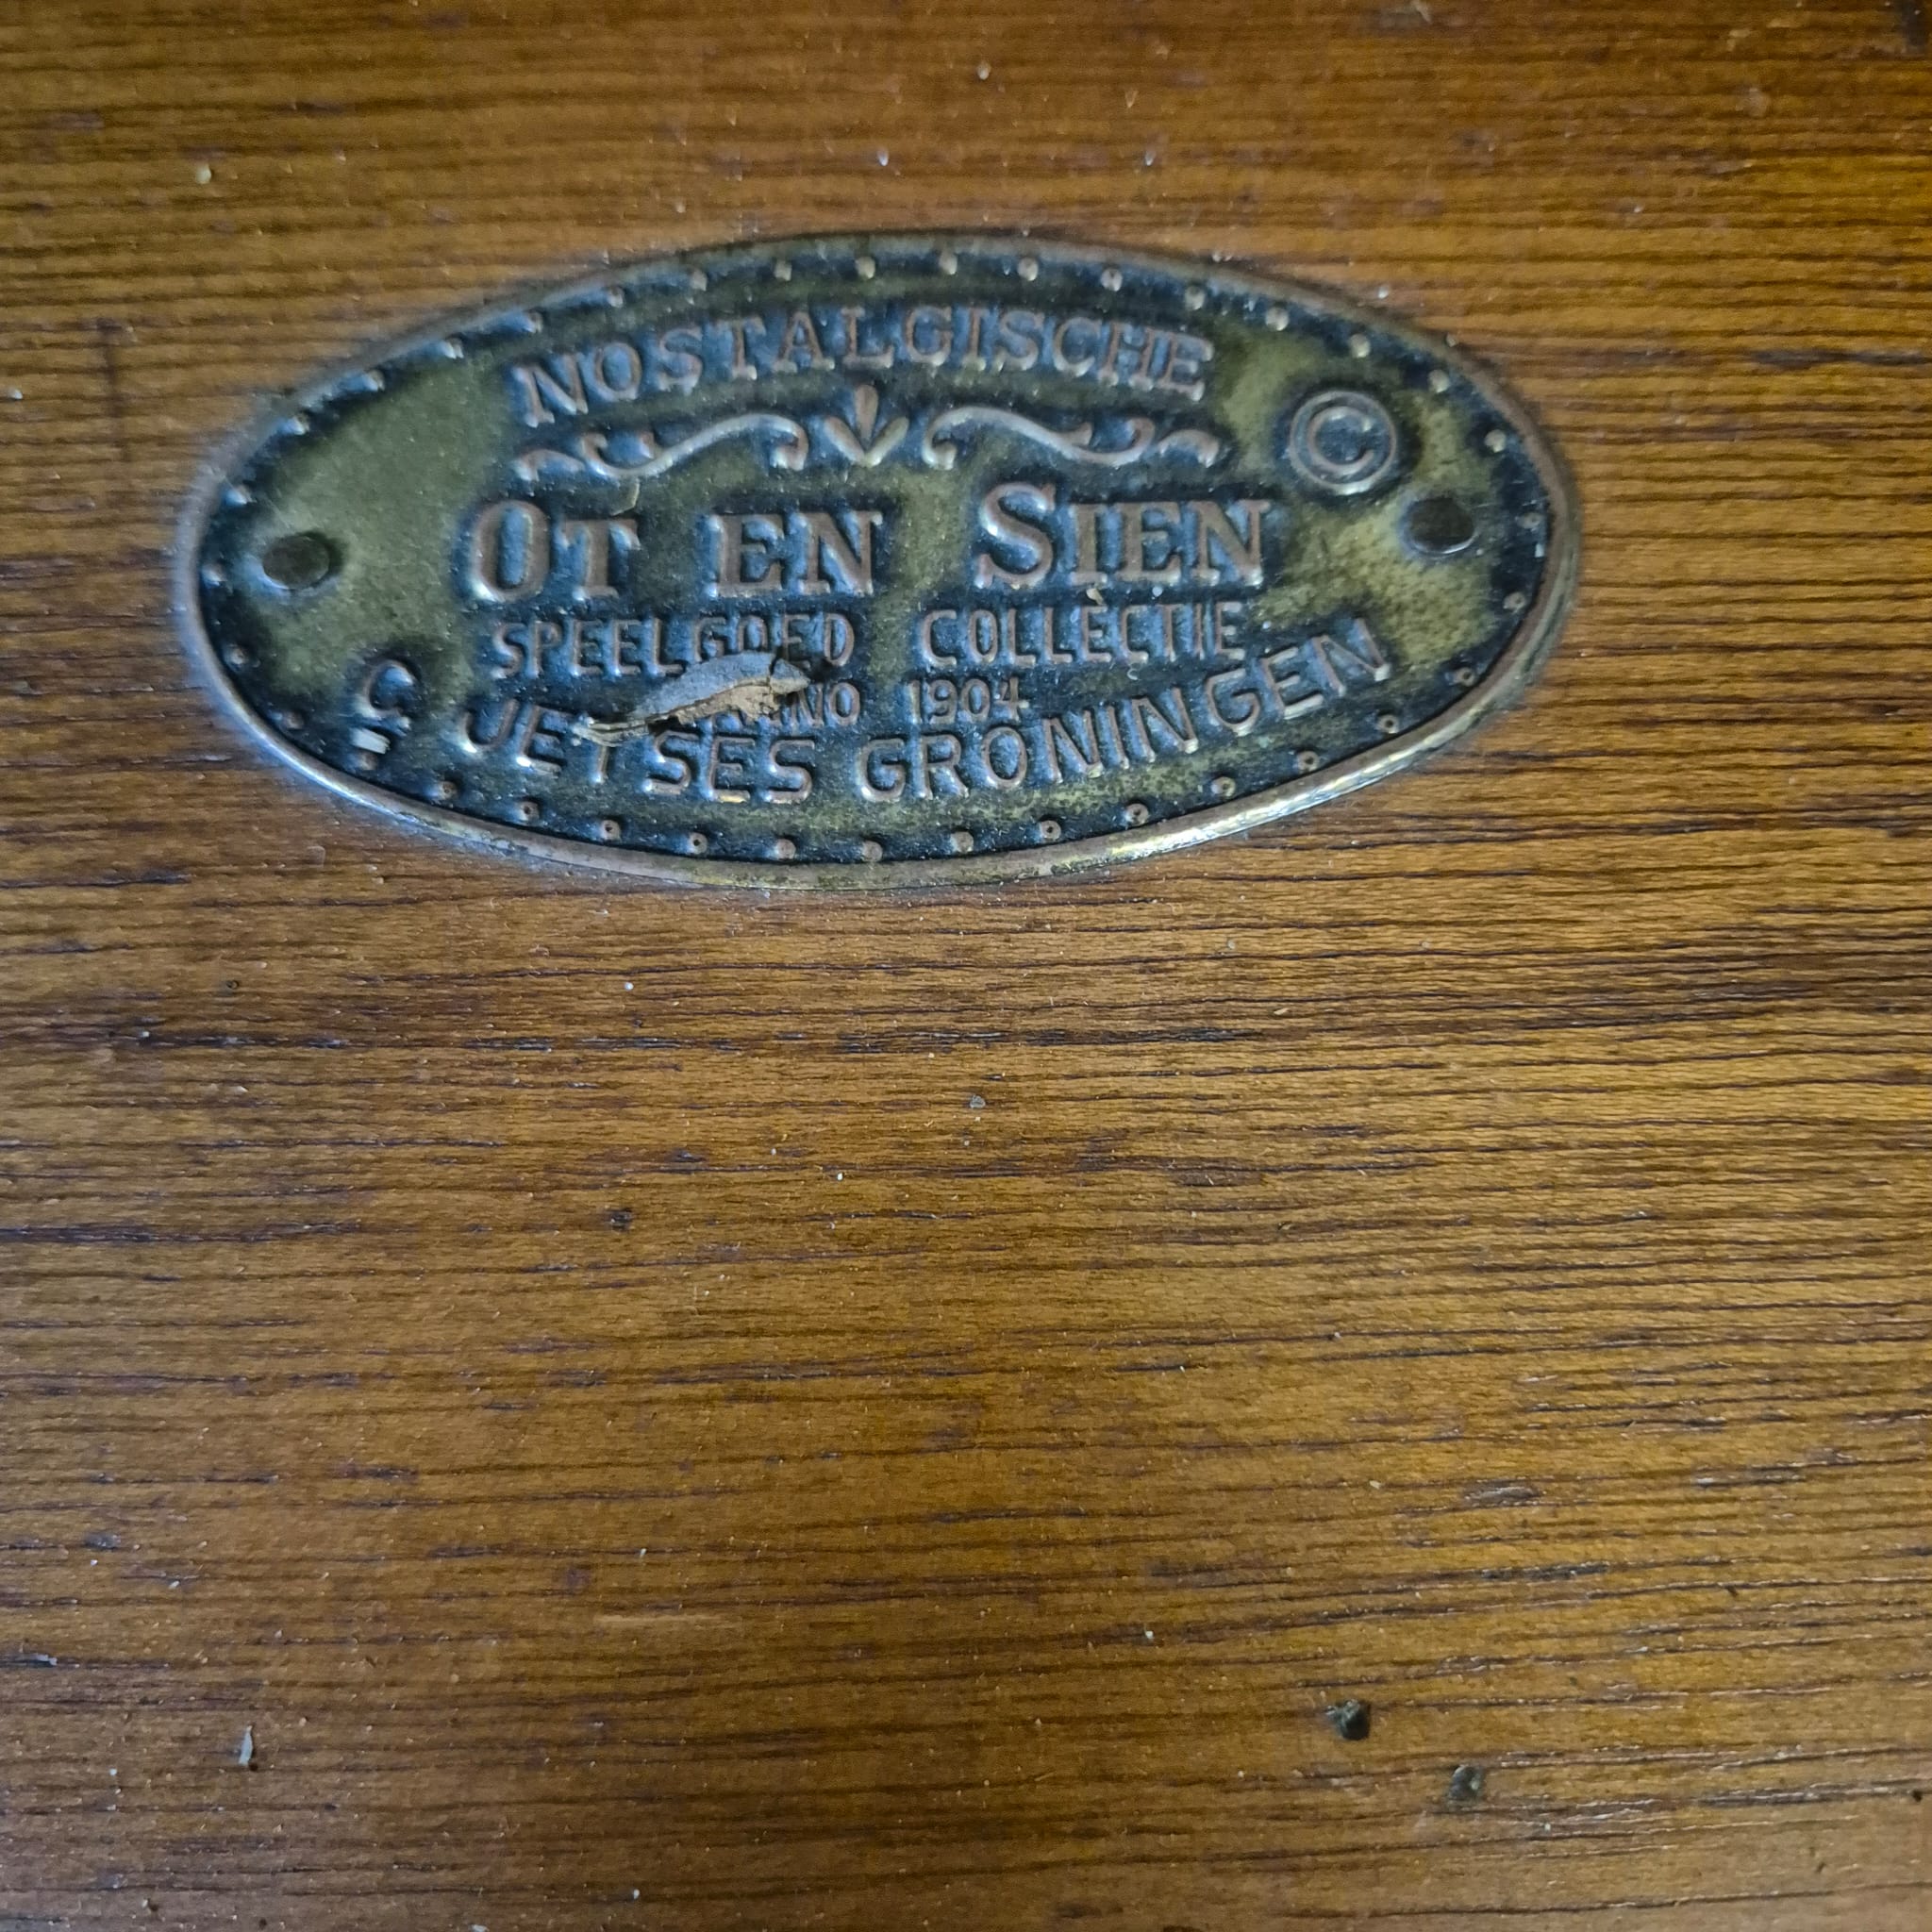 NOSTALGISCHE
©
OT EN SIEN
SPEELGOED COLLECTIE
1904
JETSES GRONINGEN